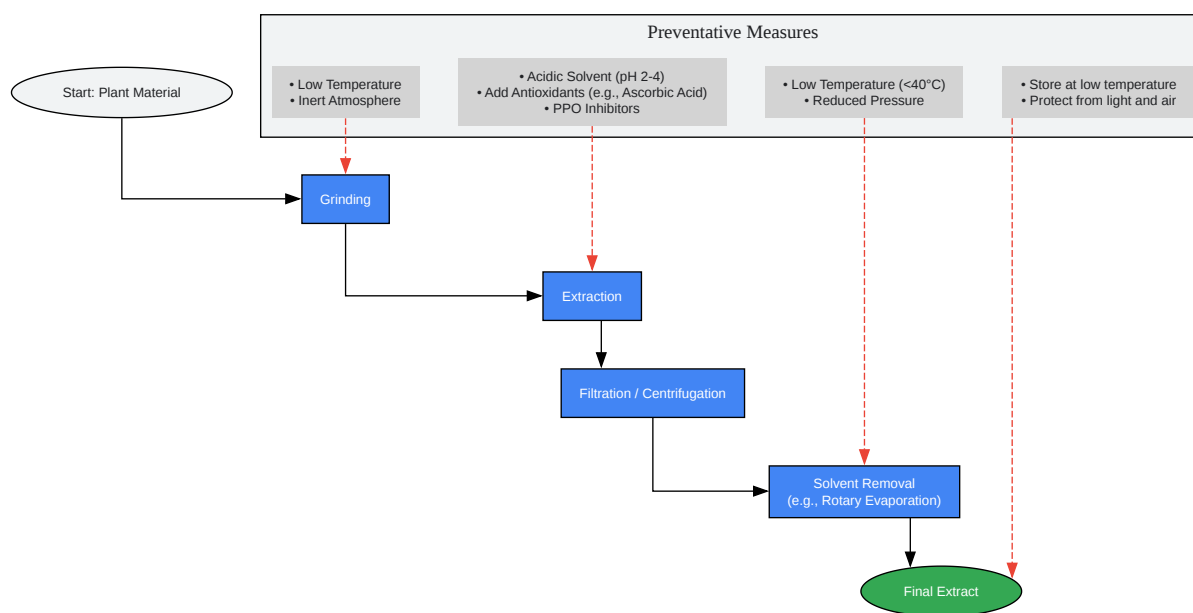 Preventative Measures
Start: Plant Material
• Low Temperature
• Inert Atmosphere
• Acidic Solvent (pH 2-4)
• Add Antioxidants (e.g., Ascorbic Acid)
• PPO Inhibitors
• Low Temperature (<40°C)
• Reduced Pressure
• Store at low temperature
• Protect from light and air
Grinding
Extraction
Filtration / Centrifugation
Solvent Removal
(e.g., Rotary Evaporation)
Final Extract